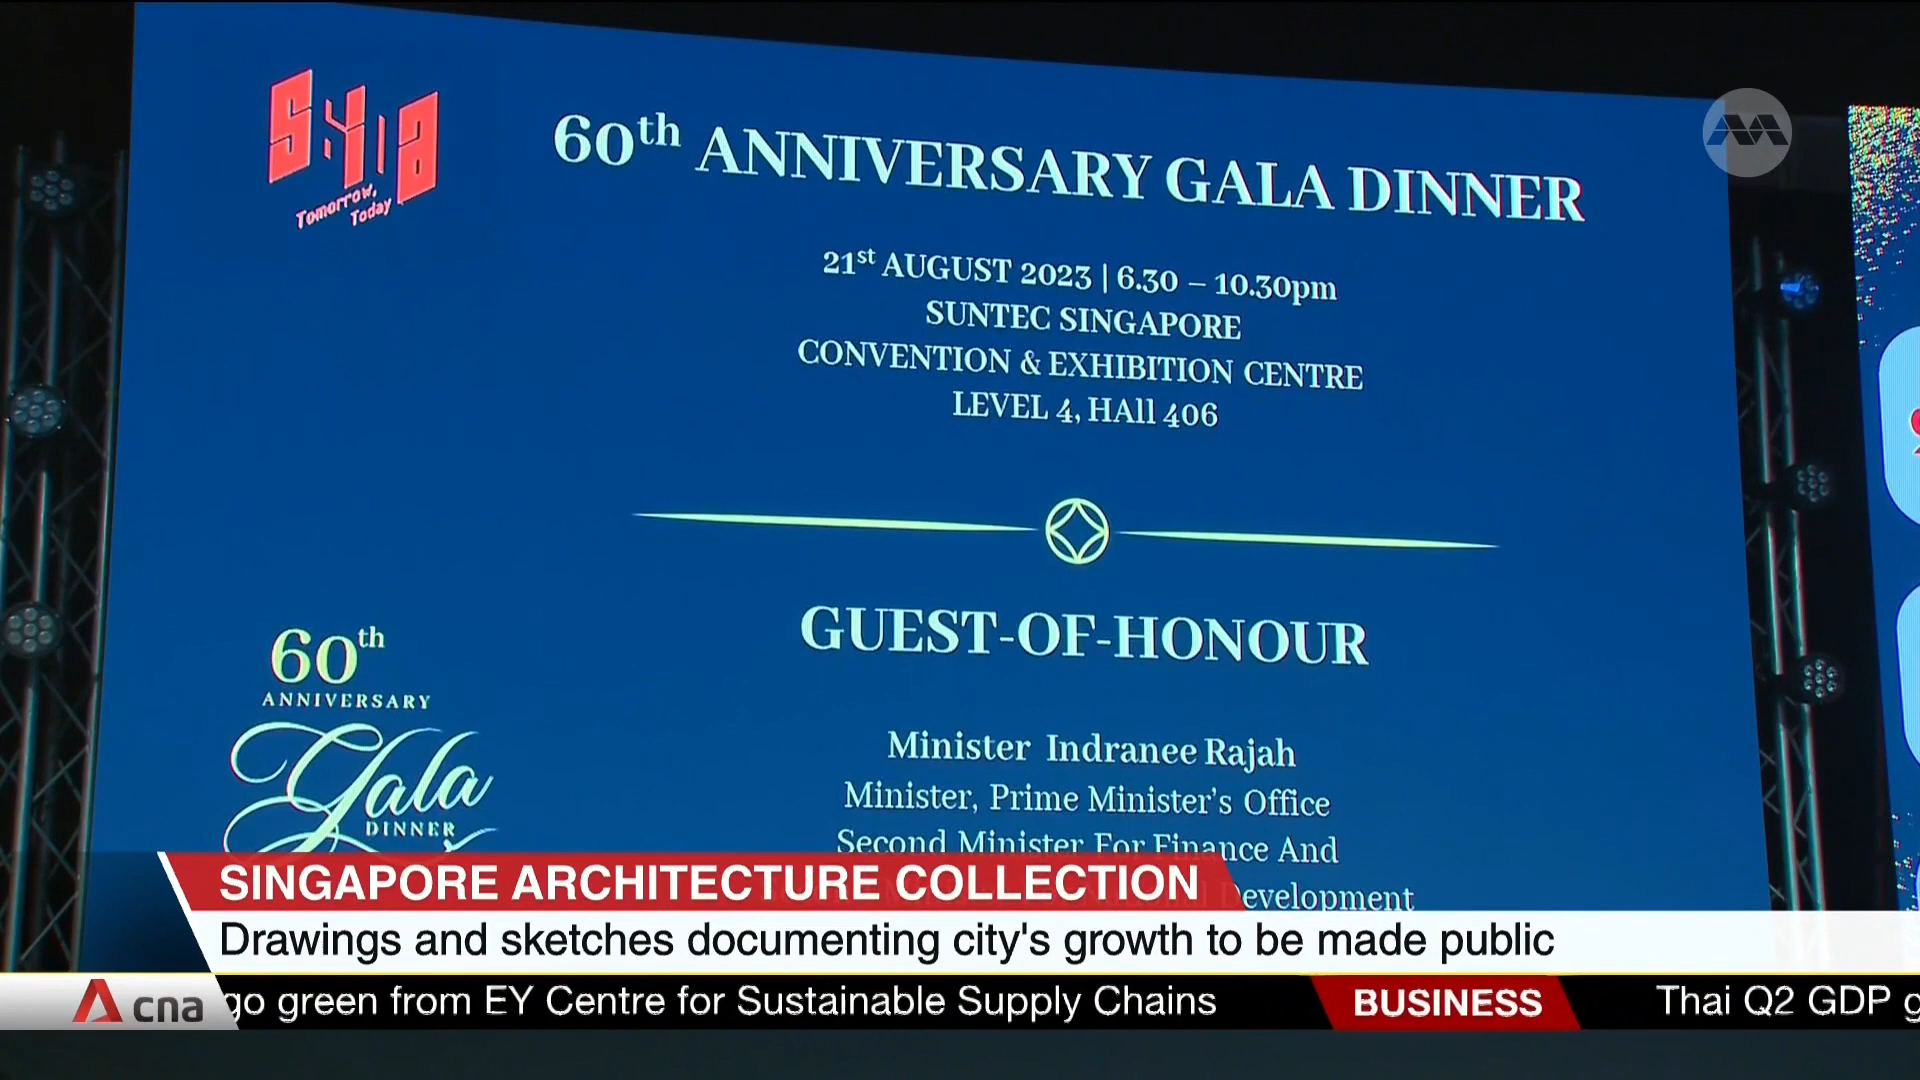 SYIA
Tomorrow,
Today
60th ANNIVERSARY GALA DINNER
21st AUGUST 2023 | 6.30 – 10.30pm
SUNTEC SINGAPORE
CONVENTION & EXHIBITION CENTRE
LEVEL 4, HAll 406
GUEST-OF-HONOUR
Minister Indranee Rajah
Minister, Prime Minister's Office
Second Minister For Finance And
Development
60th
ANNIVERSARY
Gala
DINNER
SINGAPORE ARCHITECTURE COLLECTION
Drawings and sketches documenting city's growth to be made public
cna go green from EY Centre for Sustainable Supply Chains BUSINESS Thai Q2 GDP g